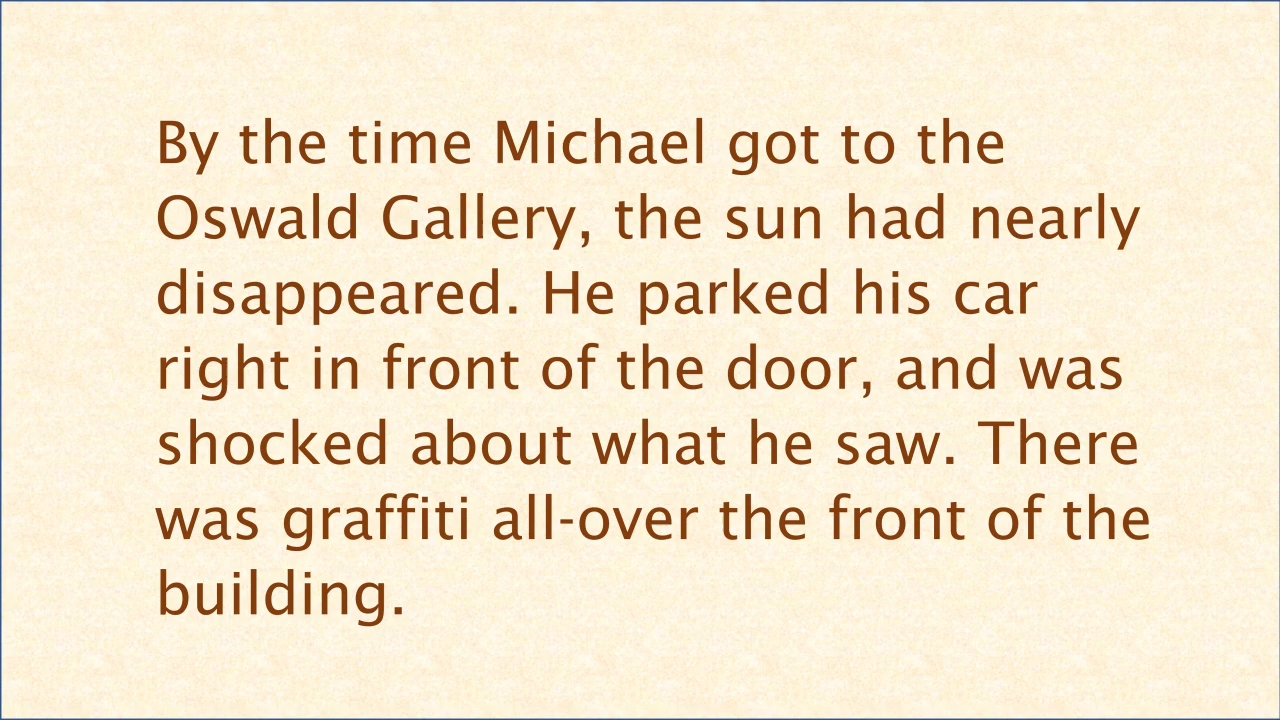 By the time Michael got to the
Oswald Gallery, the sun had nearly
disappeared. He parked his car
right in front of the door, and was
shocked about what he saw. There
was graffiti all-over the front of the
building.